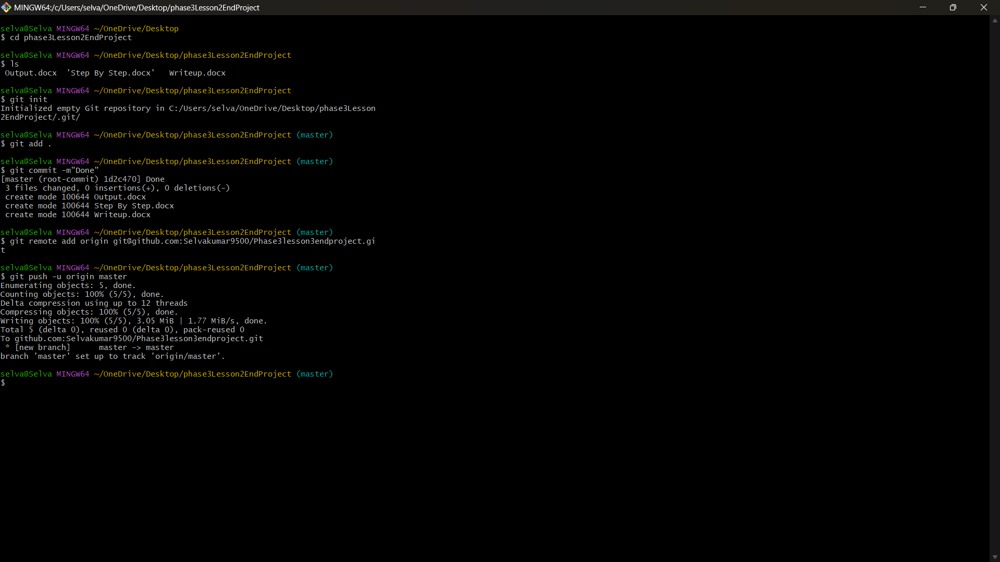 MINGW64:/c/Users/selva/OneDrive/Desktop/phase3Lesson2EndProject
selva@Selva MINGW64 ~/OneDrive/Desktop
$ cd phase3Lesson2EndProject
selva@Selva MINGW64 ~/OneDrive/Desktop/phase3Lesson2EndProject
$ ls
Output.docx  'Step By Step.docx'   Writeup.docx
selva@Selva MINGW64 ~/OneDrive/Desktop/phase3Lesson2EndProject
$ git init
Initialized empty Git repository in C:/Users/selva/OneDrive/Desktop/phase3Lesson
2EndProject/.git/
selva@Selva MINGW64 ~/OneDrive/Desktop/phase3Lesson2EndProject (master)
$ git add .
selva@Selva MINGW64 ~/OneDrive/Desktop/phase3Lesson2EndProject (master)
$ git commit -m"Done"
[master (root-commit) 1d2c470] Done
3 files changed, 0 insertions(+), 0 deletions(-)
create mode 100644 Output.docx
create mode 100644 Step By Step.docx
create mode 100644 Writeup.docx
selva@Selva MINGW64 ~/OneDrive/Desktop/phase3Lesson2EndProject (master)
$ git remote add origin git@github.com:Selvakumar9500/Phase3lesson3endproject.gi
t
selva@Selva MINGW64 ~/OneDrive/Desktop/phase3Lesson2EndProject (master)
$ git push -u origin master
Enumerating objects: 5, done.
Counting objects: 100% (5/5), done.
Delta compression using up to 12 threads
Compressing objects: 100% (5/5), done.
Writing objects: 100% (5/5), 3.05 MiB | 1.77 MiB/s, done.
Total 5 (delta 0), reused 0 (delta 0), pack-reused 0
To github.com:Selvakumar9500/Phase3lesson3endproject.git
* [new branch]      master -> master
branch 'master' set up to track 'origin/master'.
selva@Selva MINGW64 ~/OneDrive/Desktop/phase3Lesson2EndProject (master)
$